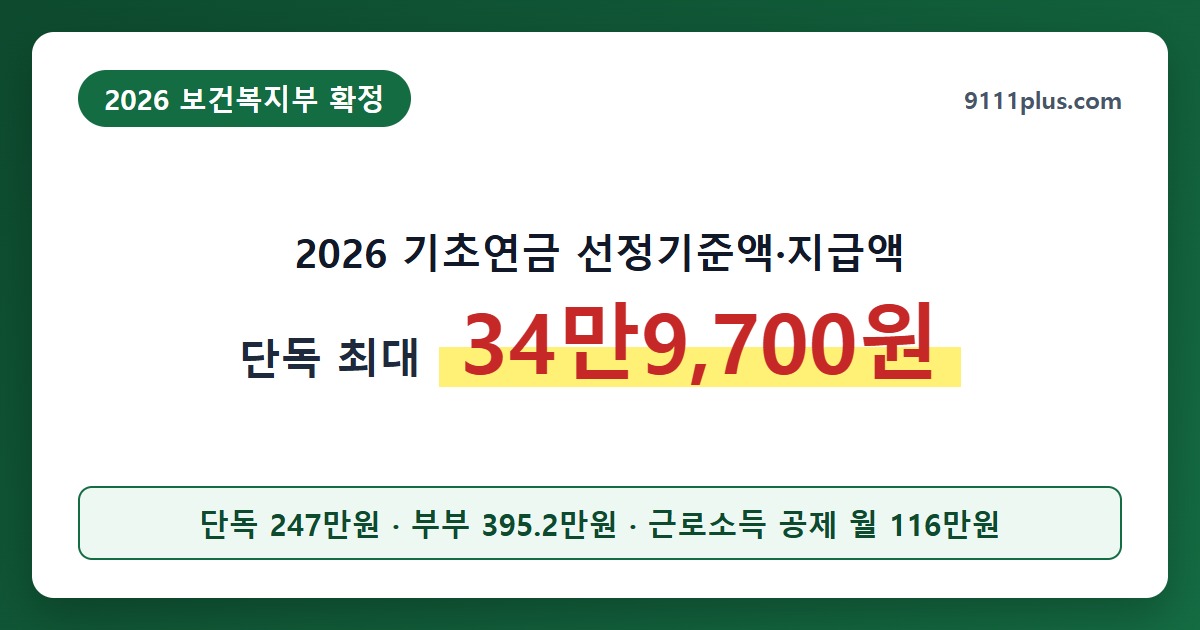 2026 보건복지부 확정
9111plus.com
2026 기초연금 선정기준액·지급액
단독 최대 34만9,700원
단독 247만원 · 부부 395.2만원 · 근로소득 공제 월 116만원